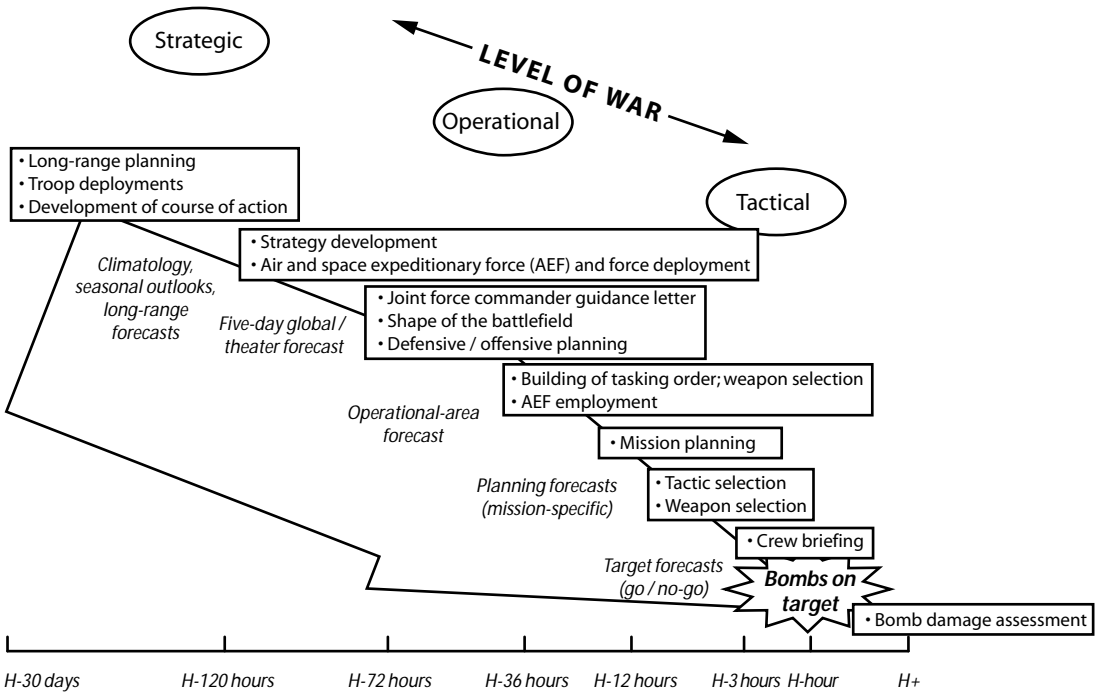 Strategic
LEVEL OF WAR
Operational
Tactical
• Long-range planning
• Troop deployments
• Development of course of action
• Strategy development
• Air and space expeditionary force (AEF) and force deployment
Climatology,
seasonal outlooks,
long-range
forecasts
• Joint force commander guidance letter
• Shape of the battlefield
• Defensive / offensive planning
Five-day global /
theater forecast
• Building of tasking order; weapon selection
• AEF employment
Operational-area
forecast
• Mission planning
• Tactic selection
• Weapon selection
Planning forecasts
(mission-specific)
• Crew briefing
Target forecasts
(go / no-go)
Bombs on
target
• Bomb damage assessment
H-30 days H-120 hours H-72 hours H-36 hours H-12 hours H-3 hours H-hour H+